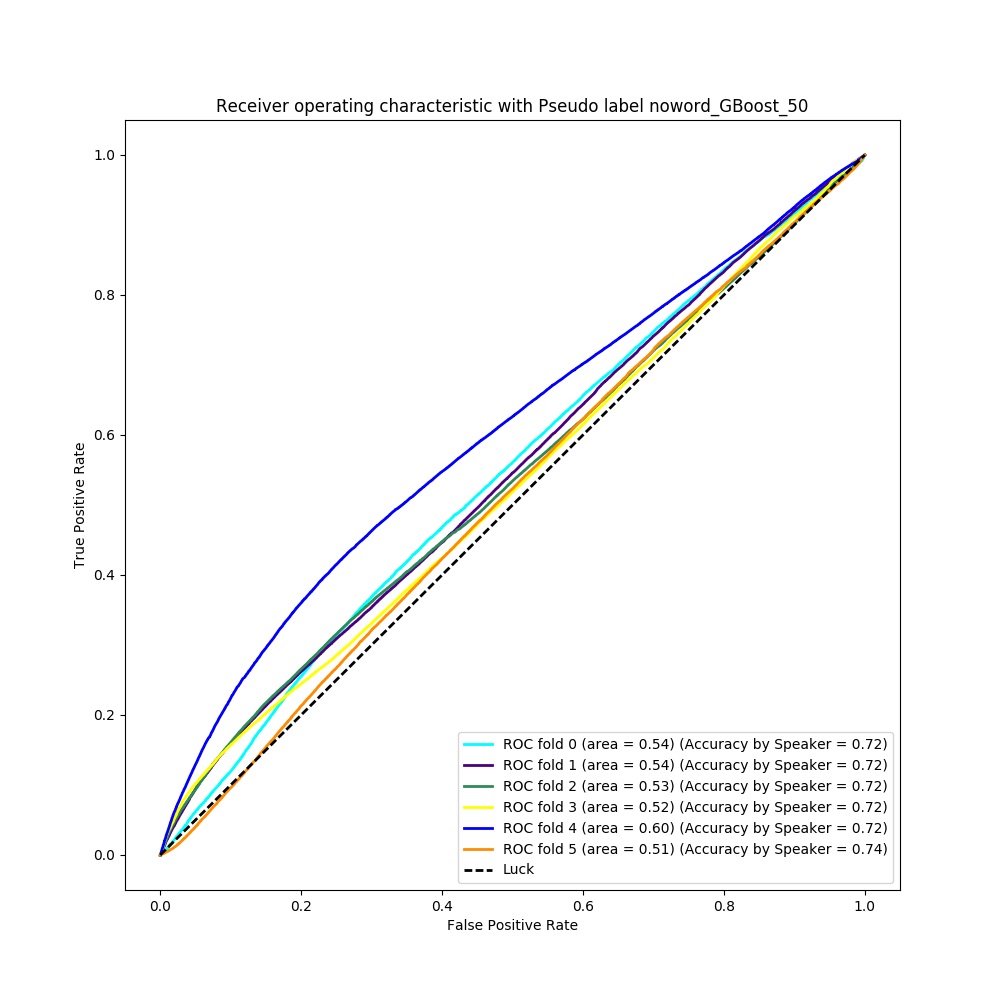 Receiver operating characteristic with Pseudo label noword_GBoost_50
1.0
0.8
0.6
0.4
0.2
0.0
True Positive Rate
ROC fold 0 (area = 0.54) (Accuracy by Speaker = 0.72)
ROC fold 1 (area = 0.54) (Accuracy by Speaker = 0.72)
ROC fold 2 (area = 0.53) (Accuracy by Speaker = 0.72)
ROC fold 3 (area = 0.52) (Accuracy by Speaker = 0.72)
ROC fold 4 (area = 0.60) (Accuracy by Speaker = 0.72)
ROC fold 5 (area = 0.51) (Accuracy by Speaker = 0.74)
Luck
0.0 0.2 0.4 0.6 0.8 1.0
False Positive Rate